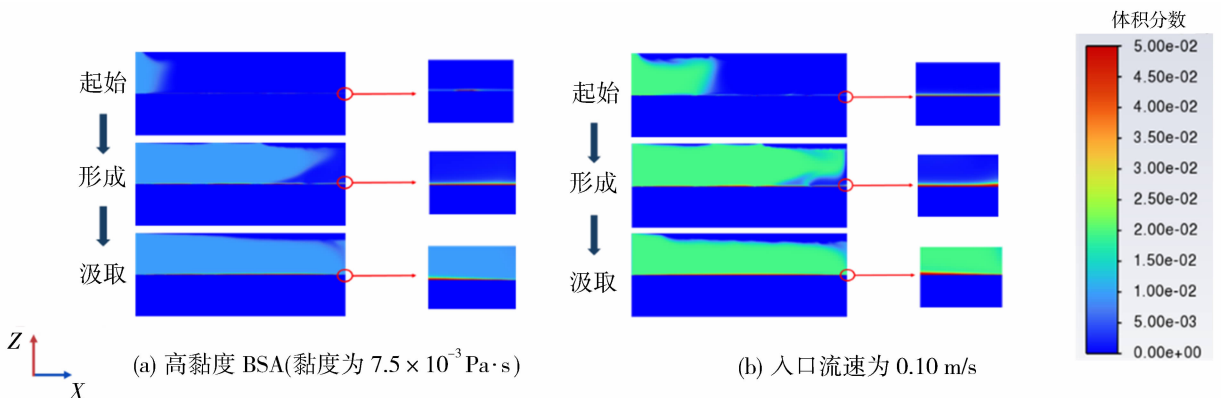 起始
形成
汲取
Z
X
(a) 高黏度 BSA(黏度为 7.5 × 10⁻³ Pa·s)
起始
形成
汲取
(b) 入口流速为 0.10 m/s
体积分数
5.00e-02
4.50e-02
4.00e-02
3.50e-02
3.00e-02
2.50e-02
2.00e-02
1.50e-02
1.00e-02
5.00e-03
0.00e+00